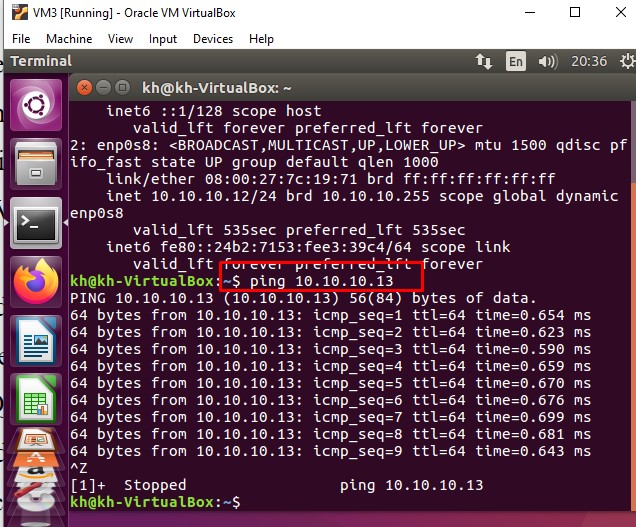 VM3 [Running] - Oracle VM VirtualBox
File Machine View Input Devices Help
Terminal En 20:36
kh@kh-VirtualBox: ~
inet6 ::1/128 scope host
valid_lft forever preferred_lft forever
2: enp0s8: <BROADCAST,MULTICAST,UP,LOWER_UP> mtu 1500 qdisc pf
ifo_fast state UP group default qlen 1000
link/ether 08:00:27:7c:19:71 brd ff:ff:ff:ff:ff:ff
inet 10.10.10.12/24 brd 10.10.10.255 scope global dynamic
enp0s8
valid_lft 535sec preferred_lft 535sec
inet6 fe80::24b2:7153:fee3:39c4/64 scope link
valid_lft forever preferred_lft forever
kh@kh-VirtualBox:~$ ping 10.10.10.13
PING 10.10.10.13 (10.10.10.13) 56(84) bytes of data.
64 bytes from 10.10.10.13: icmp_seq=1 ttl=64 time=0.654 ms
64 bytes from 10.10.10.13: icmp_seq=2 ttl=64 time=0.623 ms
64 bytes from 10.10.10.13: icmp_seq=3 ttl=64 time=0.590 ms
64 bytes from 10.10.10.13: icmp_seq=4 ttl=64 time=0.659 ms
64 bytes from 10.10.10.13: icmp_seq=5 ttl=64 time=0.670 ms
64 bytes from 10.10.10.13: icmp_seq=6 ttl=64 time=0.676 ms
64 bytes from 10.10.10.13: icmp_seq=7 ttl=64 time=0.699 ms
64 bytes from 10.10.10.13: icmp_seq=8 ttl=64 time=0.681 ms
64 bytes from 10.10.10.13: icmp_seq=9 ttl=64 time=0.643 ms
^Z
[1]+  Stopped                 ping 10.10.10.13
kh@kh-VirtualBox:~$